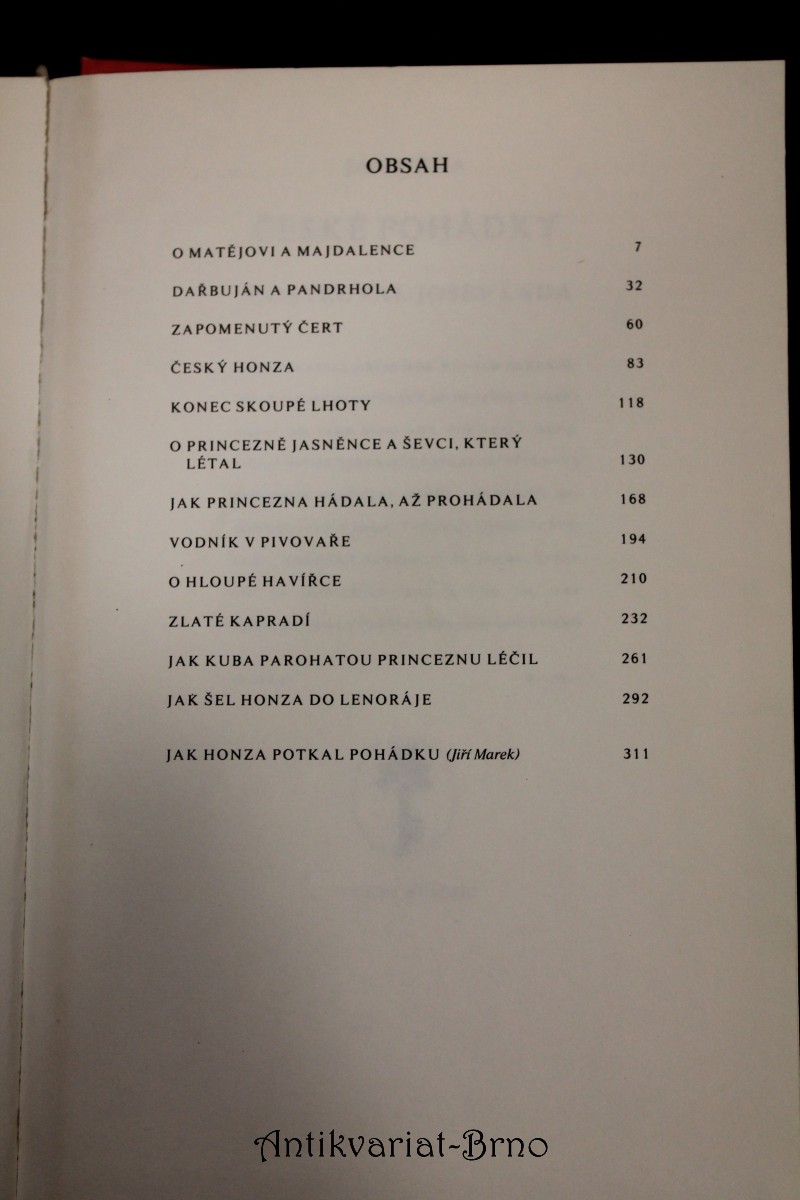 OBSAH
O MATĚJOVI A MAJDALENCE 7
DAŘBUJÁN A PANDRHOLA 32
ZAPOMENUTÝ ČERT 60
ČESKÝ HONZA 83
KONEC SKOUPÉ LHOTY 118
O PRINCEZNĚ JASNĚNCE A ŠEVCI, KTERÝ
LÉTAL 130
JAK PRINCEZNA HÁDALA, AŽ PROHÁDALA 168
VODNÍK V PIVOVAŘE 194
O HLOUPÉ HAVÍŘCE 210
ZLATÉ KAPRADÍ 232
JAK KUBA PAROHATOU PRINCEZNU LÉČIL 261
JAK ŠEL HONZA DO LENORÁJE 292
JAK HONZA POTKAL POHÁDKU (Jiří Marek) 311
Antikvariat-Brno